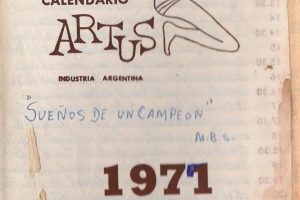 CALENDARIO
ARTUS
INDUSTRIA ARGENTINA
"SUEÑOS DE UN CAMPEON"
M.B.S.
1971